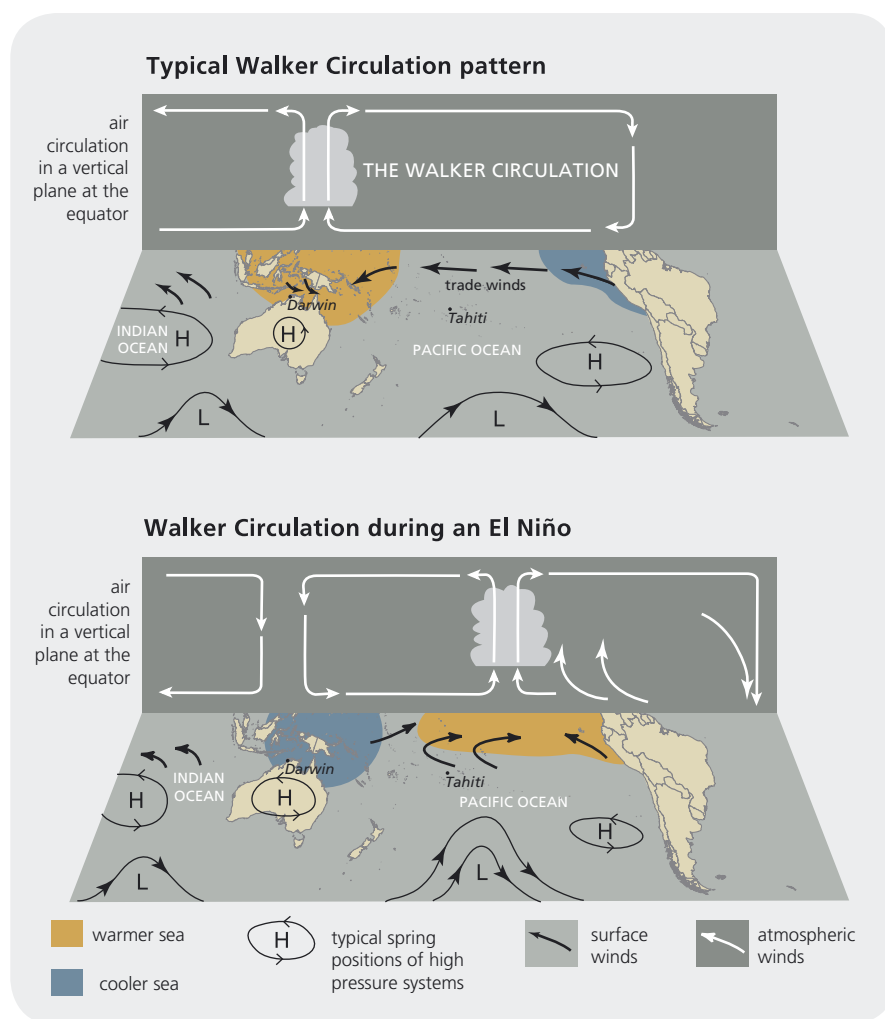 Typical Walker Circulation pattern
air
circulation
in a vertical
plane at the
equator
THE WALKER CIRCULATION
trade winds
Darwin
Tahiti
INDIAN
OCEAN
H
H
PACIFIC OCEAN
H
L
L
Walker Circulation during an El Niño
air
circulation
in a vertical
plane at the
equator
Darwin
INDIAN
OCEAN
Tahiti
H
H
PACIFIC OCEAN
H
L
L
warmer sea
cooler sea
H
typical spring
positions of high
pressure systems
surface
winds
atmospheric
winds